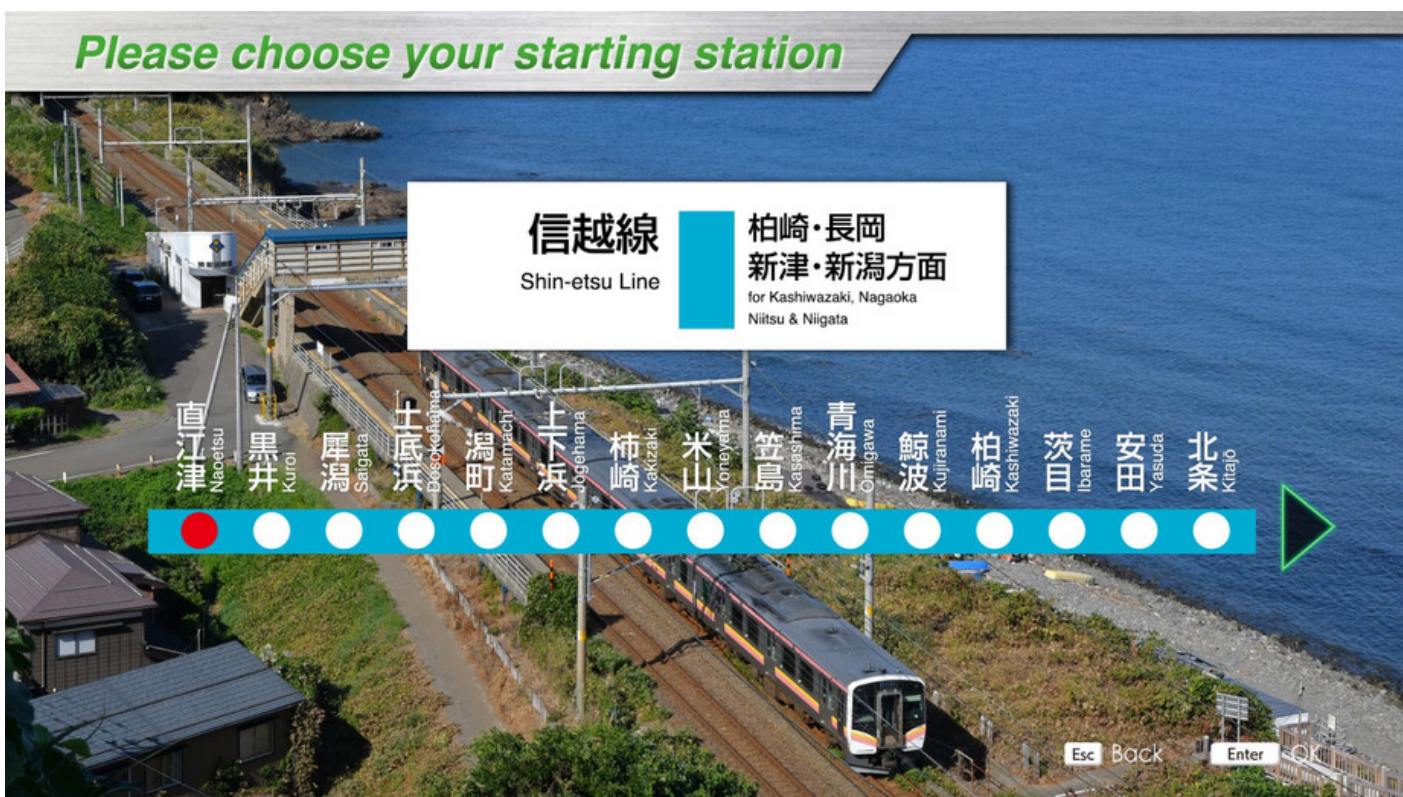 Please choose your starting station
信越線
Shin-etsu Line
柏崎・長岡
新津・新潟方面
for Kashiwazaki, Nagaoka
Niitsu & Niigata
直江津
Naoetsu
黒井
Kuroi
犀潟
Saigata
土底浜
Dosokohama
潟町
Katamachi
上下浜
Jōgehama
柿崎
Kakizaki
米山
Yoneyama
笠島
Kasashima
青海川
Ōmigawa
鯨波
Kujiranami
柏崎
Kashiwazaki
茨目
Ibarame
安田
Yasuda
北条
Kitajō
Esc Back
Enter OK